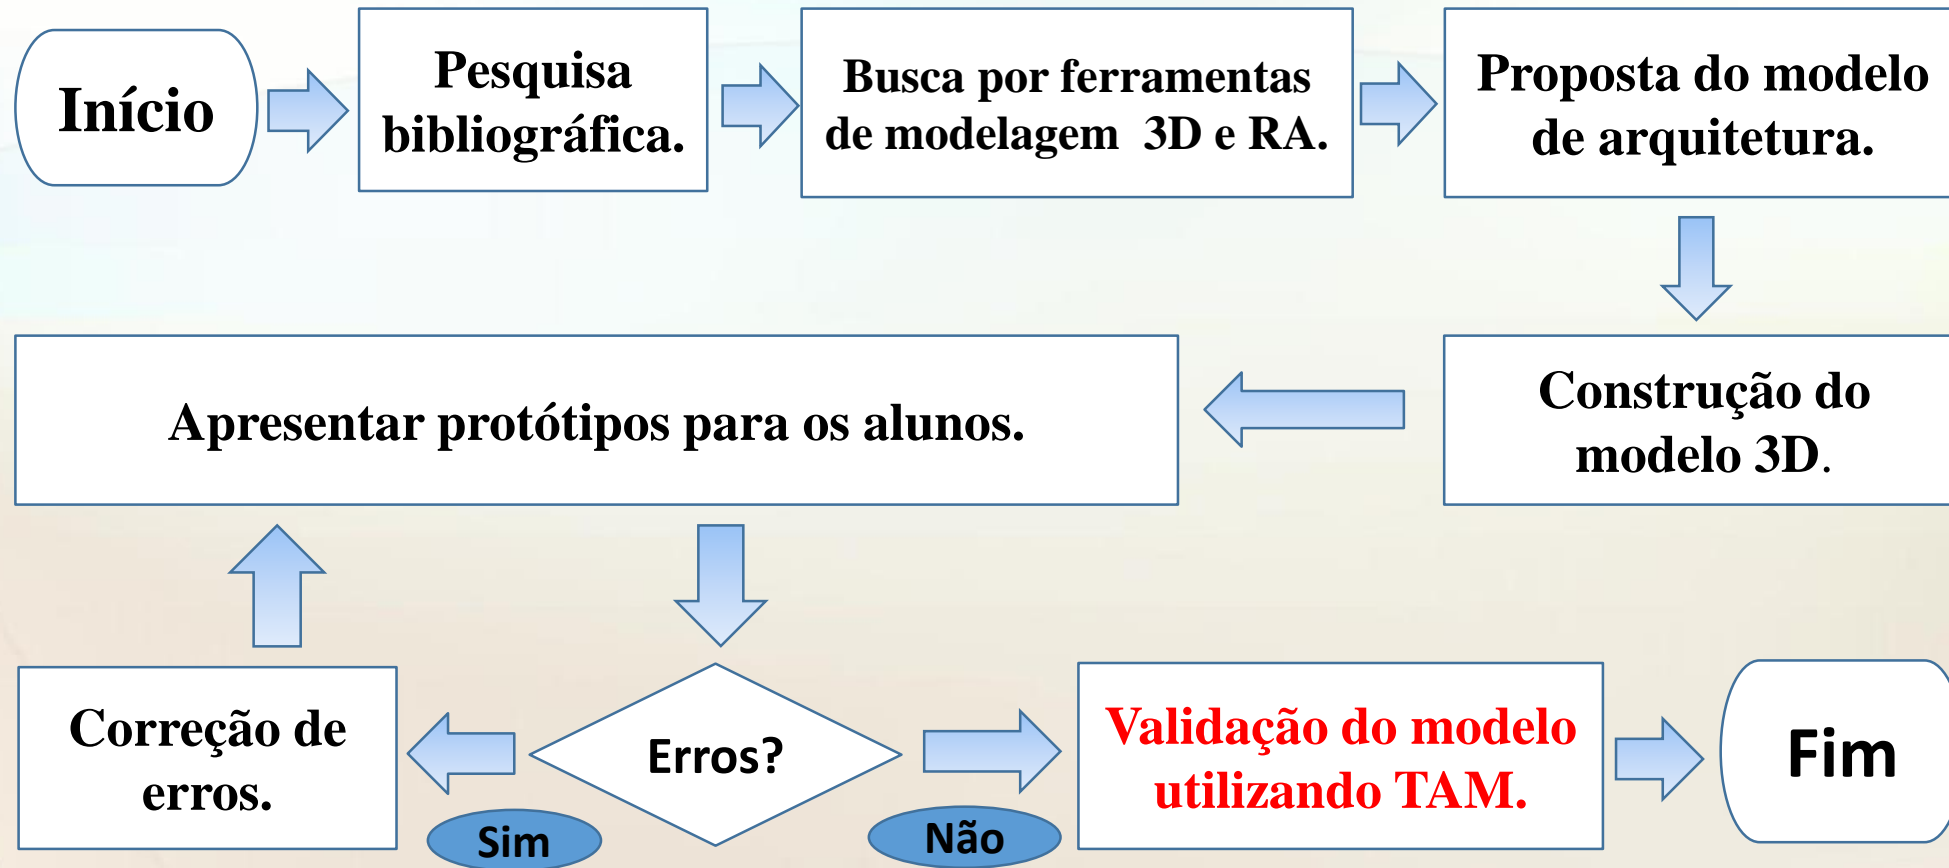 Início
Pesquisa
bibliográfica.
Busca por ferramentas
de modelagem 3D e RA.
Proposta do modelo
de arquitetura.
Construção do
modelo 3D.
Apresentar protótipos para os alunos.
Erros?
Sim
Correção de
erros.
Não
Validação do modelo
utilizando TAM.
Fim